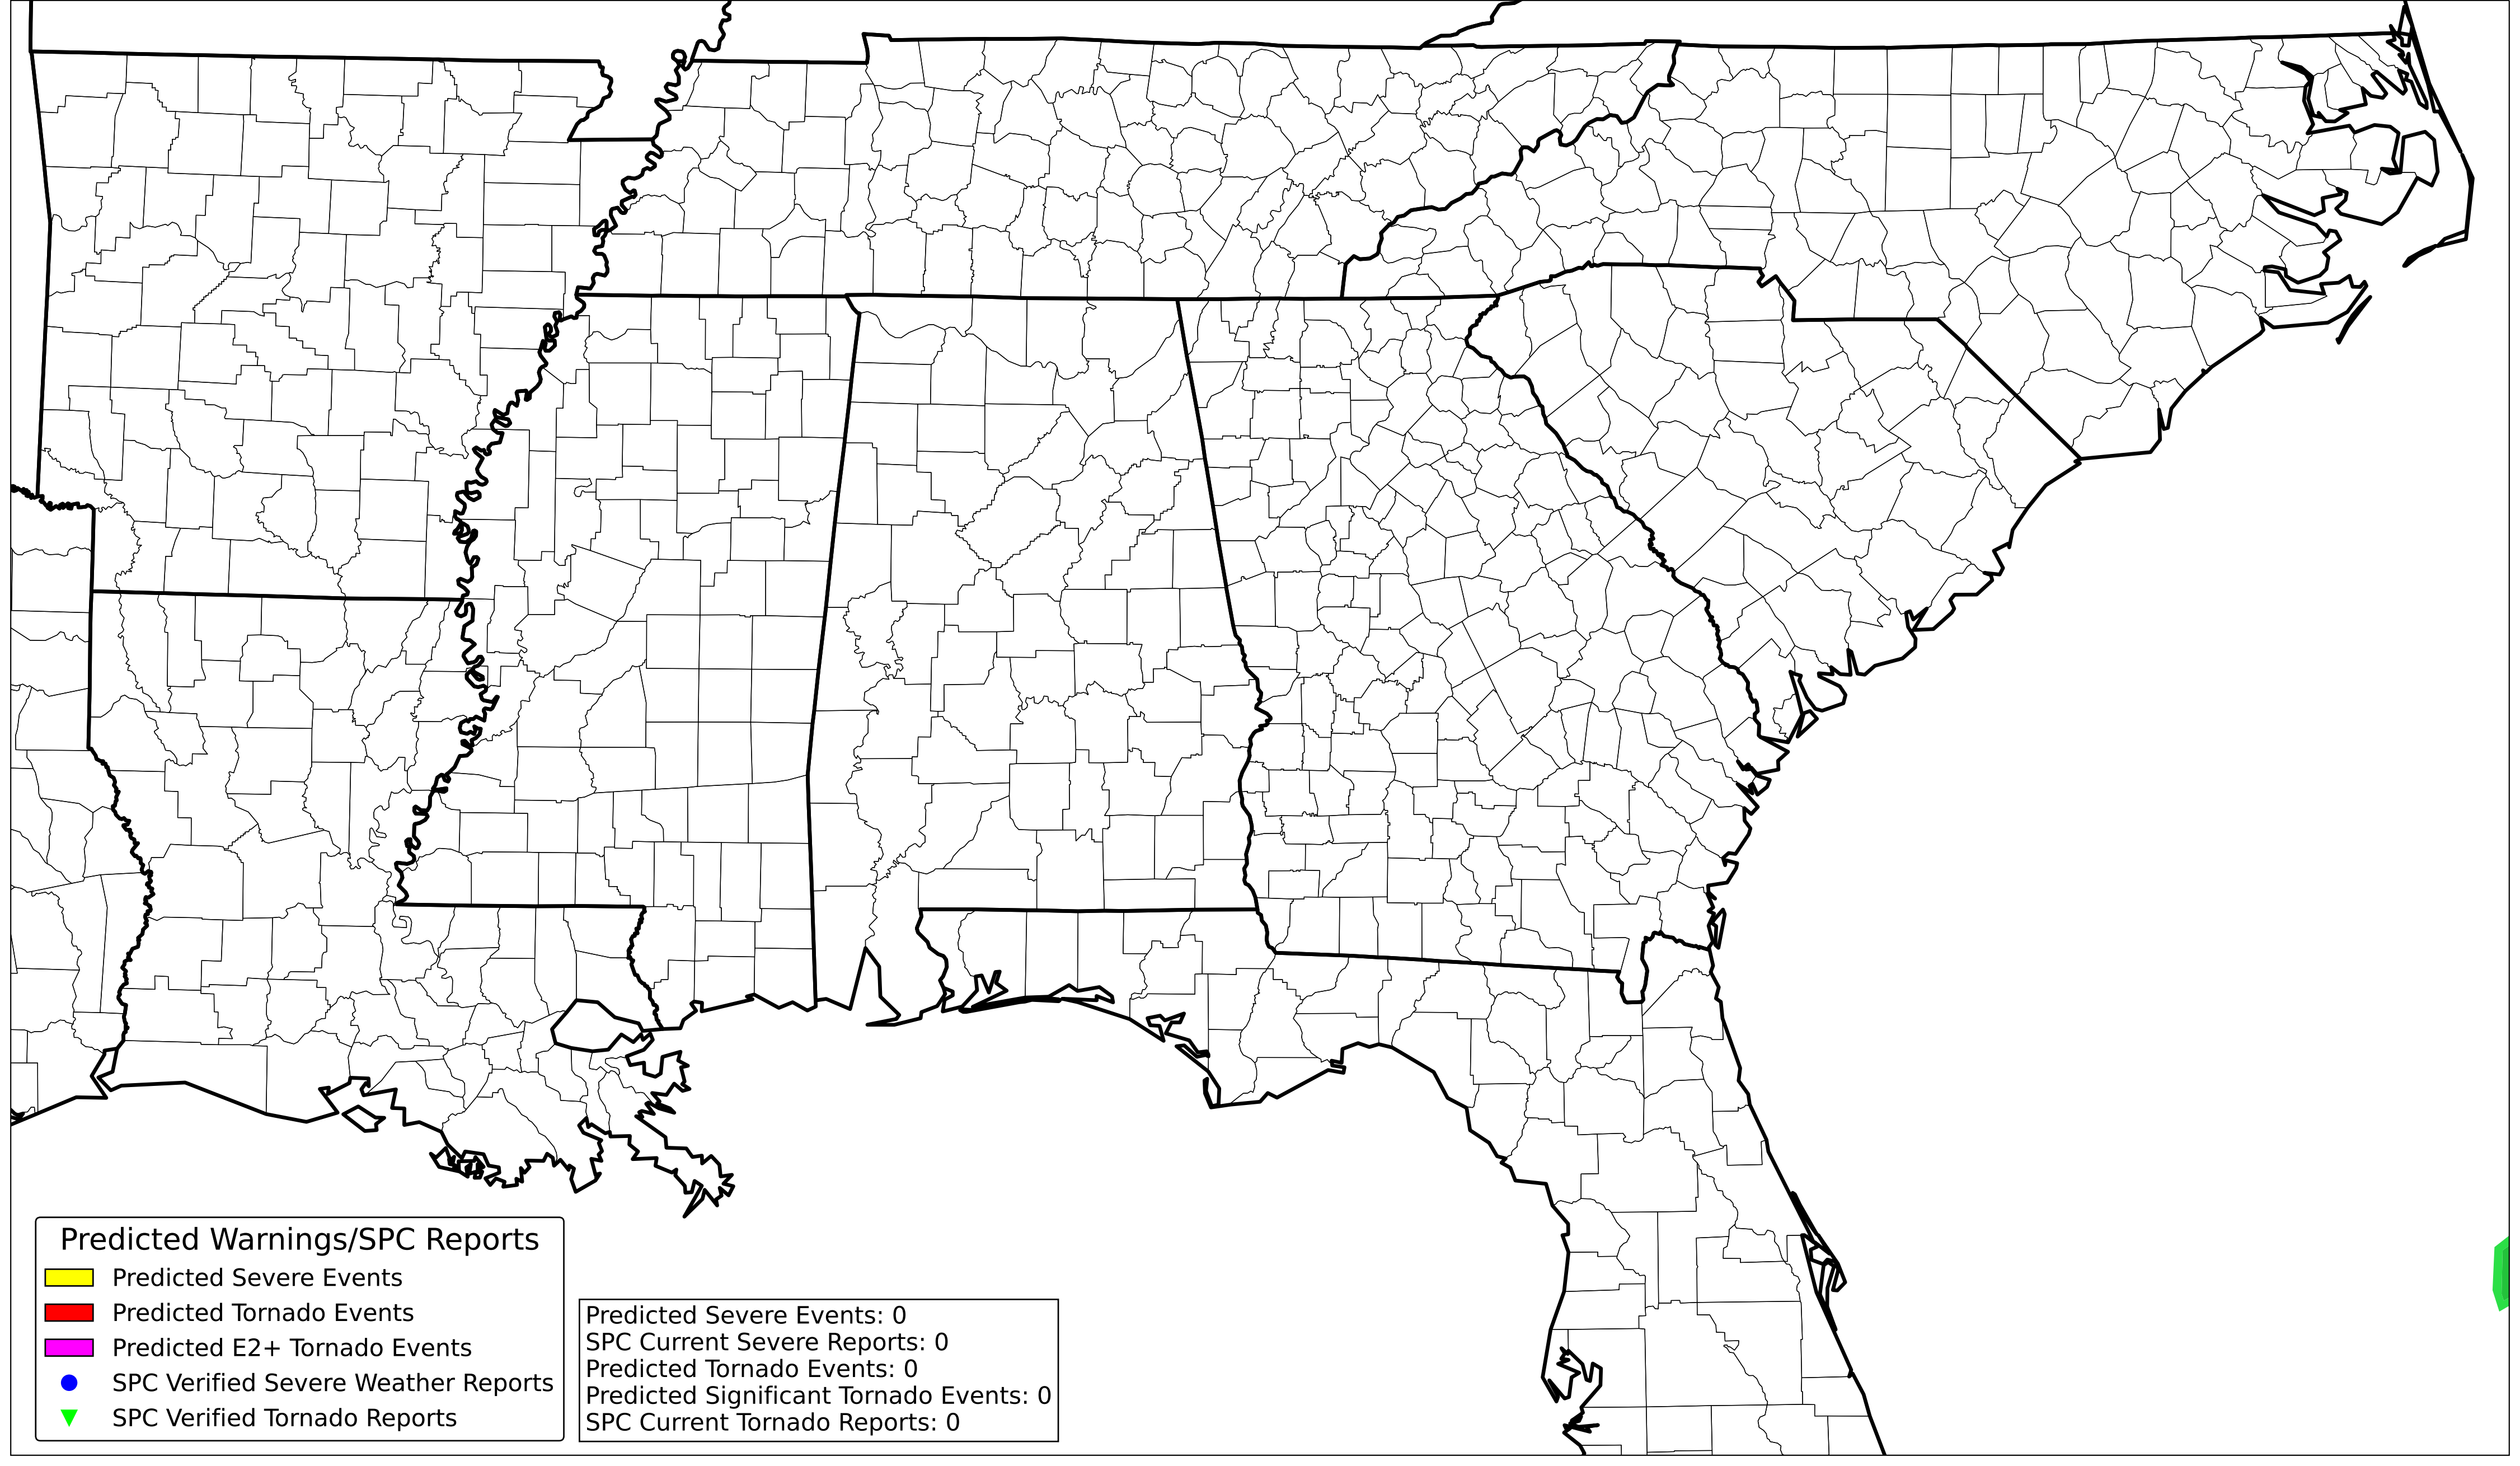 Predicted Warnings/SPC Reports
Predicted Severe Events
Predicted Tornado Events
Predicted E2+ Tornado Events
SPC Verified Severe Weather Reports
SPC Verified Tornado Reports
Predicted Severe Events: 0
SPC Current Severe Reports: 0
Predicted Tornado Events: 0
Predicted Significant Tornado Events: 0
SPC Current Tornado Reports: 0